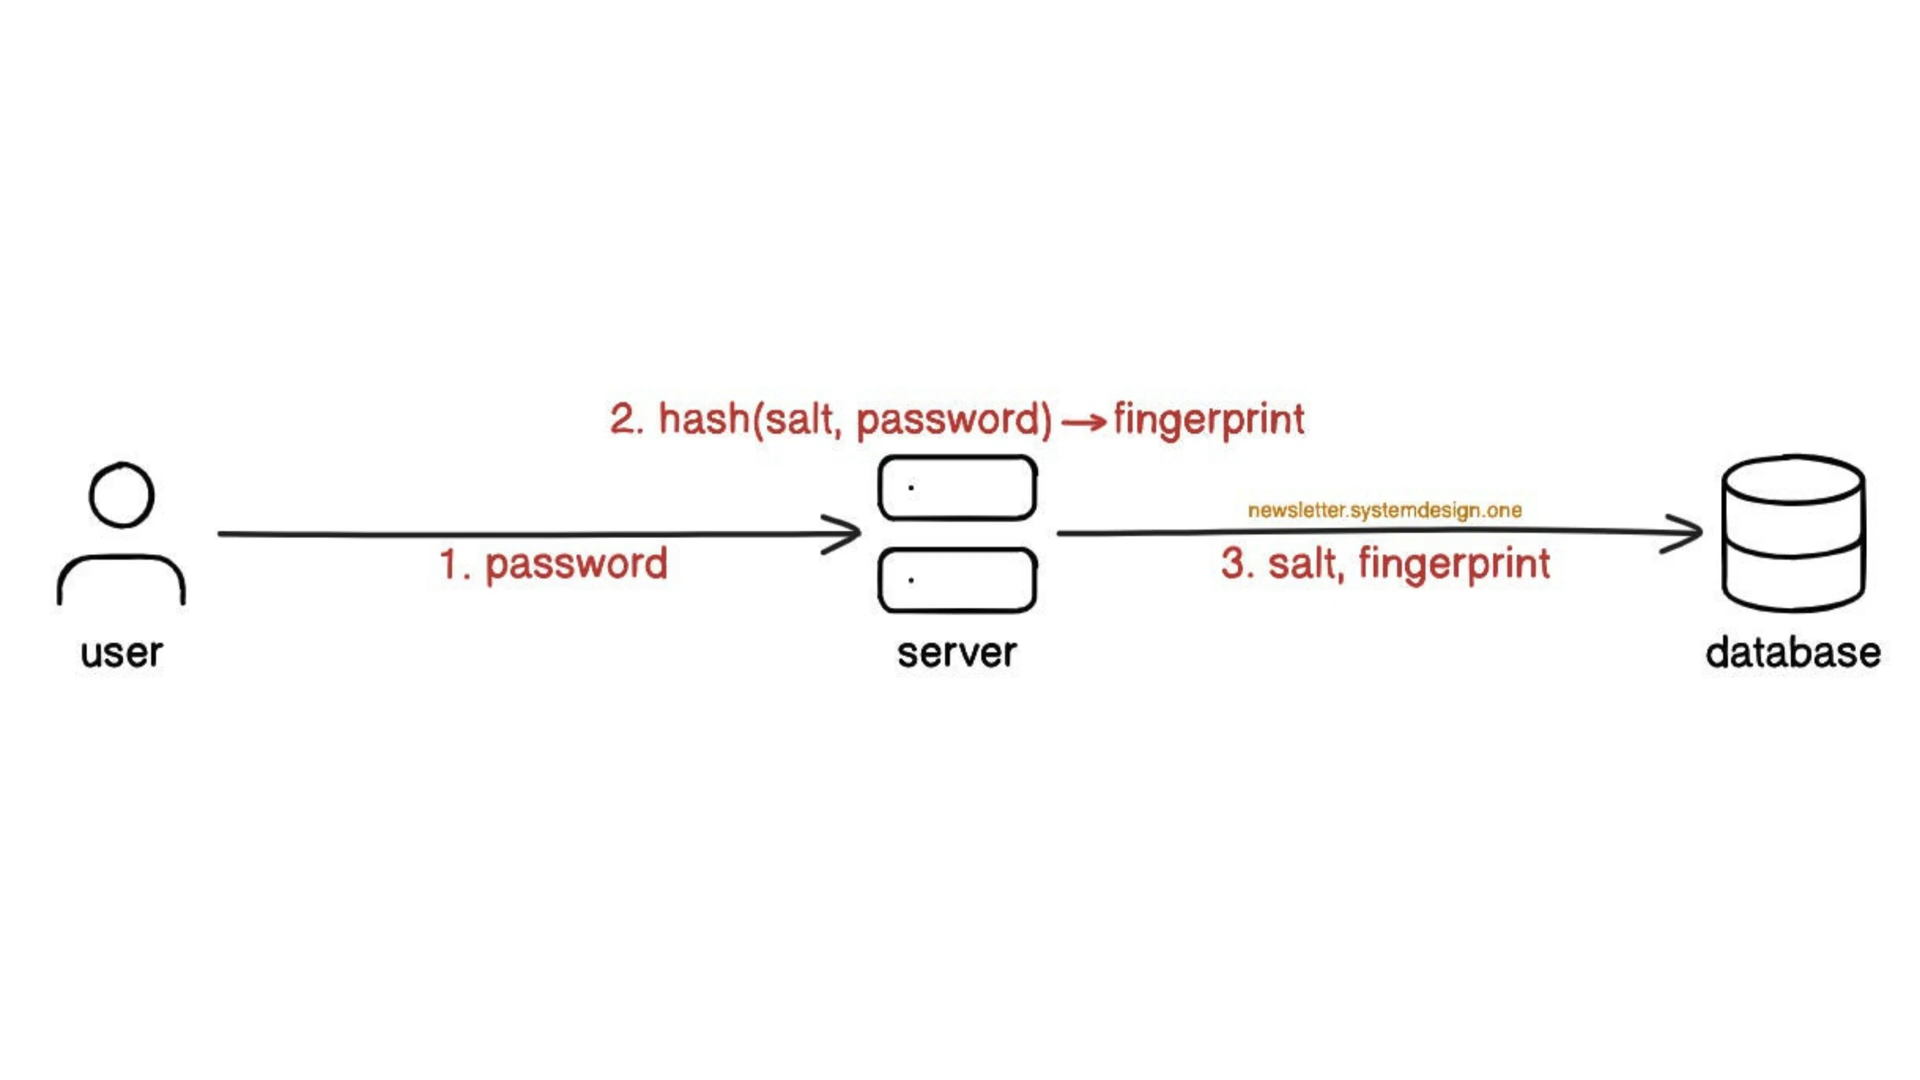 2. hash(salt, password)→fingerprint
newsletter.systemdesign.one
1. password
3. salt, fingerprint
user
server
database